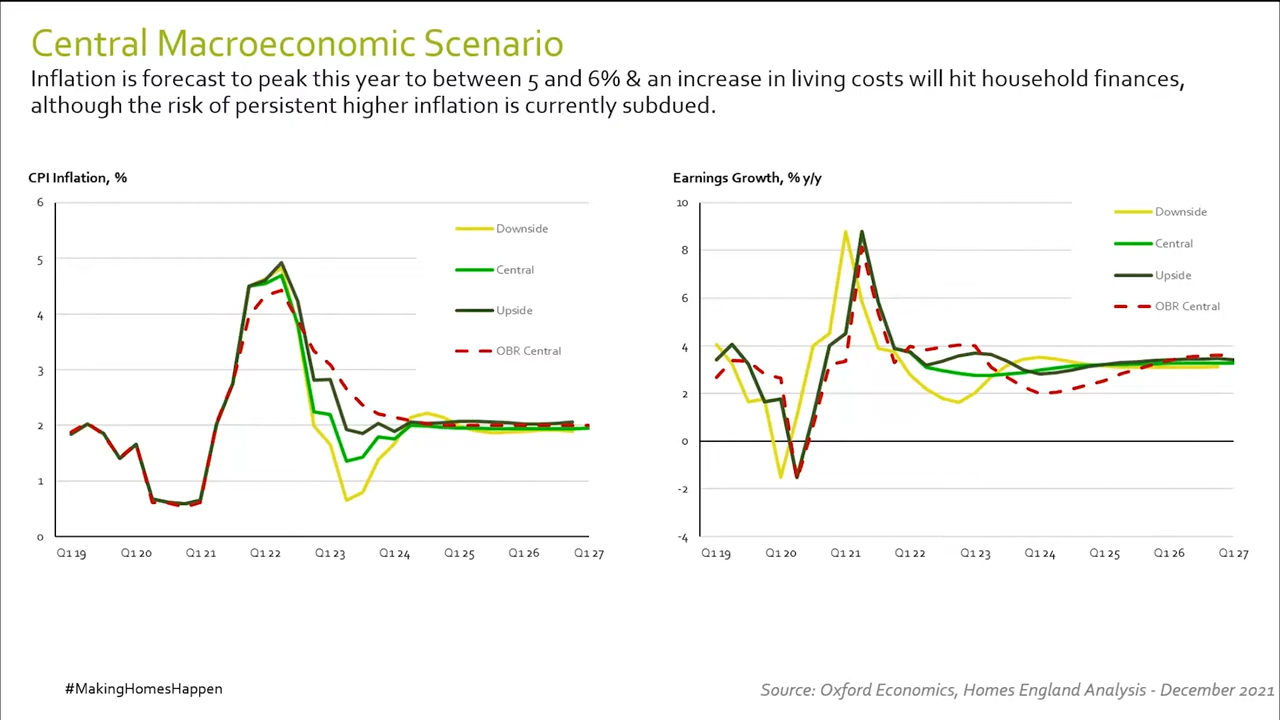 Central Macroeconomic Scenario
Inflation is forecast to peak this year to between 5 and 6% & an increase in living costs will hit household finances,
although the risk of persistent higher inflation is currently subdued.
CPI Inflation, %
6
5
4
3
2
1
0
Q1 19 Q1 20 Q1 21 Q1 22 Q1 23 Q1 24 Q1 25 Q1 26 Q1 27
Downside
Central
Upside
OBR Central
Earnings Growth, % y/y
10
8
6
4
2
0
-2
-4
Q1 19 Q1 20 Q1 21 Q1 22 Q1 23 Q1 24 Q1 25 Q1 26 Q1 27
Downside
Central
Upside
OBR Central
#MakingHomesHappen
Source: Oxford Economics, Homes England Analysis - December 2021